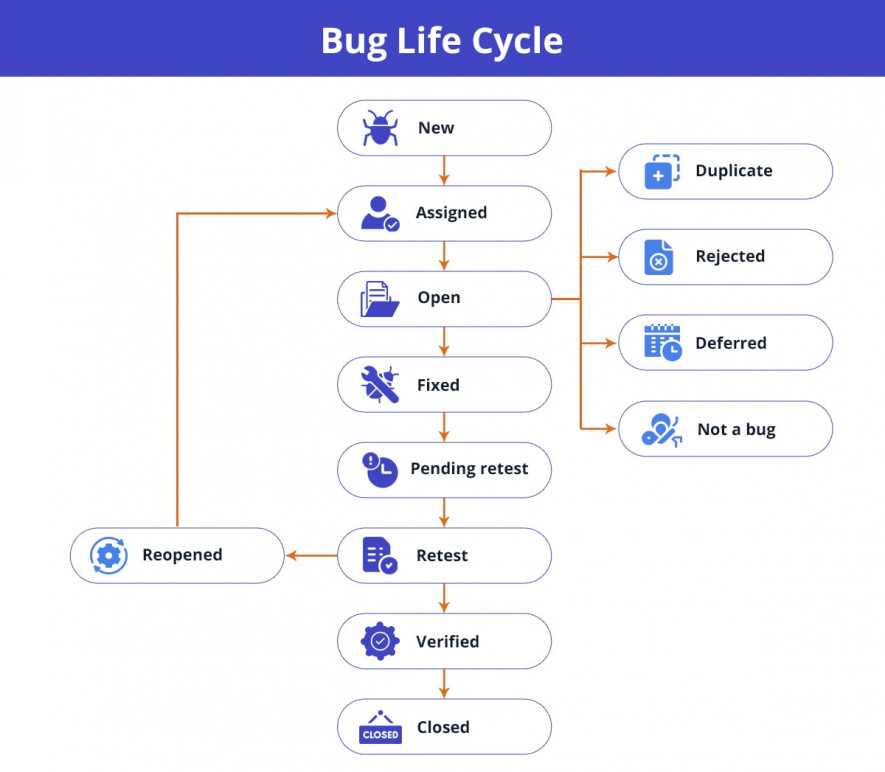 Bug Life Cycle
New
Assigned
Open
Fixed
Pending retest
Retest
Verified
CLOSED
Closed
Reopened
Duplicate
Rejected
Deferred
Not a bug